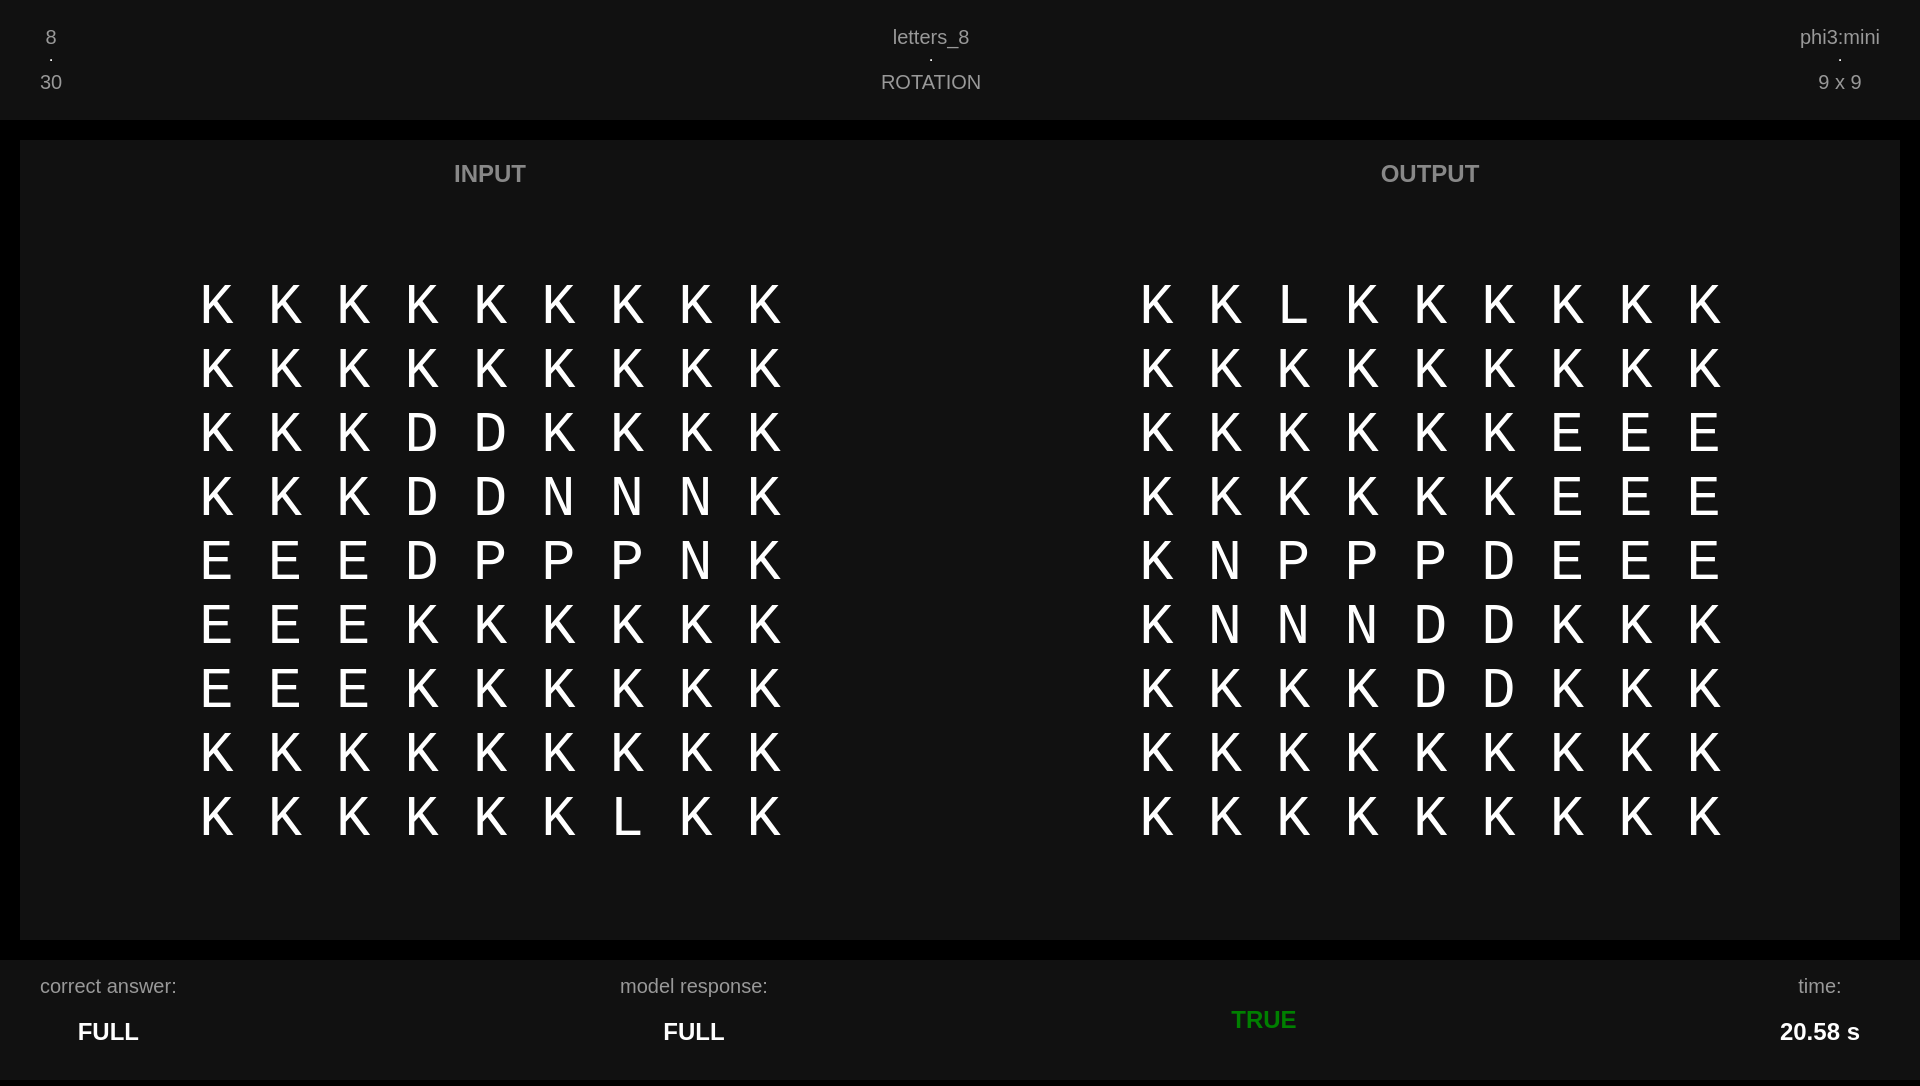 8 letters_8 phi3:mini
· · ·
30 ROTATION 9 x 9
INPUT OUTPUT
K K K K K K K K K K K L K K K K K K
K K K K K K K K K K K K K K K K K K
K K K D D K K K K K K K K K K E E E
K K K D D N N N K K K K K K K E E E
E E E D P P P N K K N P P P D E E E
E E E K K K K K K K N N N D D K K K
E E E K K K K K K K K K K D D K K K
K K K K K K K K K K K K K K K K K K
K K K K K K L K K K K K K K K K K K
correct answer: model response: time:
FULL FULL TRUE 20.58 s